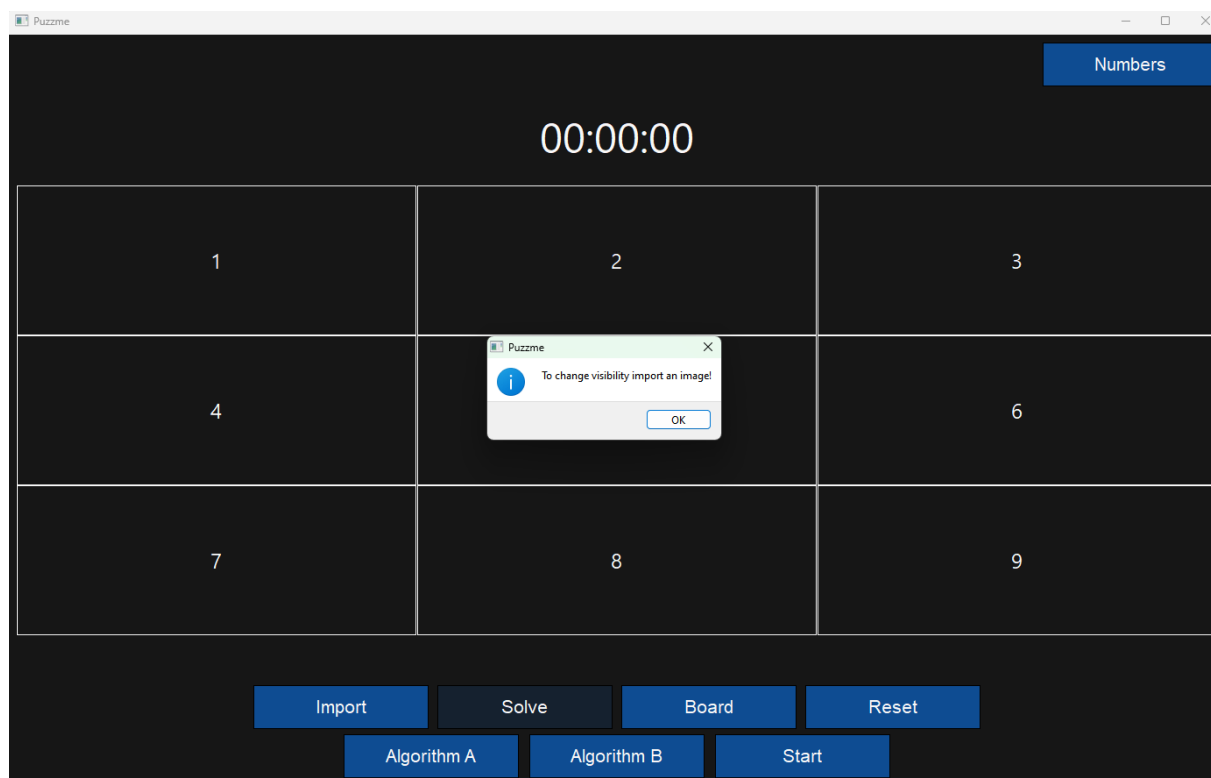 Puzzme
Numbers
00:00:00
1 2 3
Puzzme
To change visibility import an image!
4 6
OK
7 8 9
Import Solve Board Reset
Algorithm A Algorithm B Start